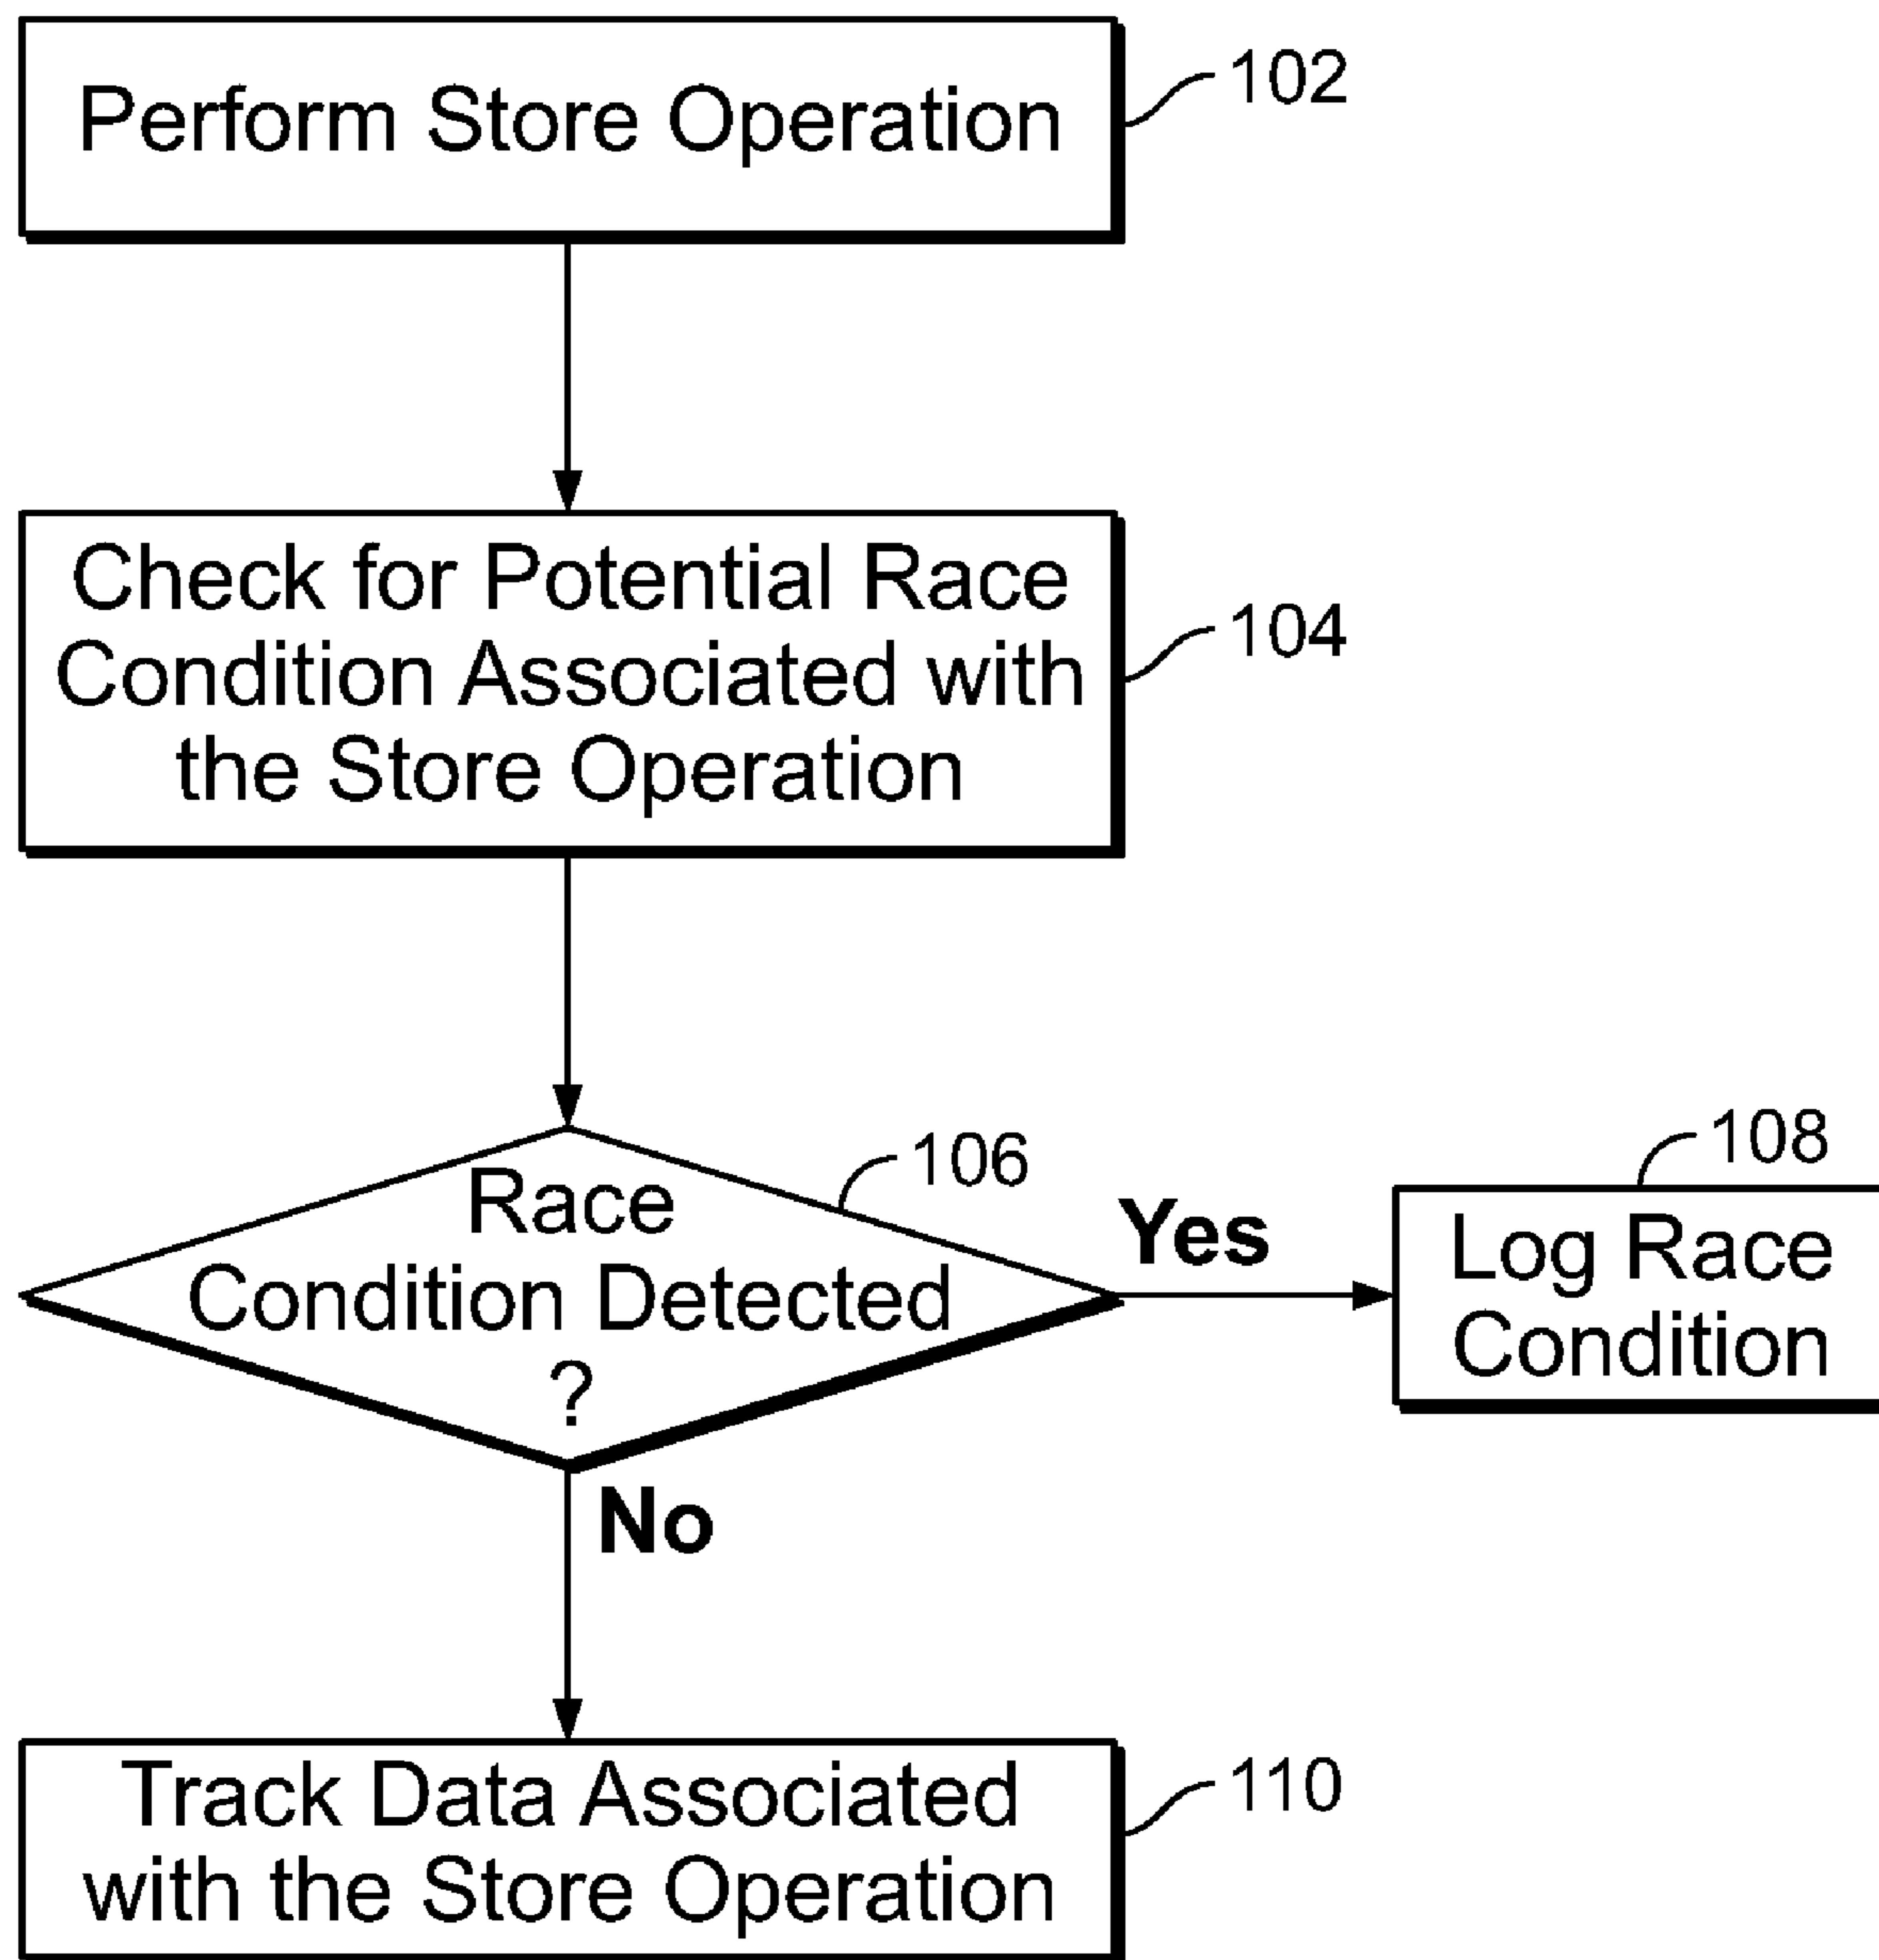 Perform Store Operation
102
Check for Potential Race
Condition Associated with
the Store Operation
104
Race
Condition Detected
?
106
Yes
108
Log Race
Condition
No
Track Data Associated
with the Store Operation
110